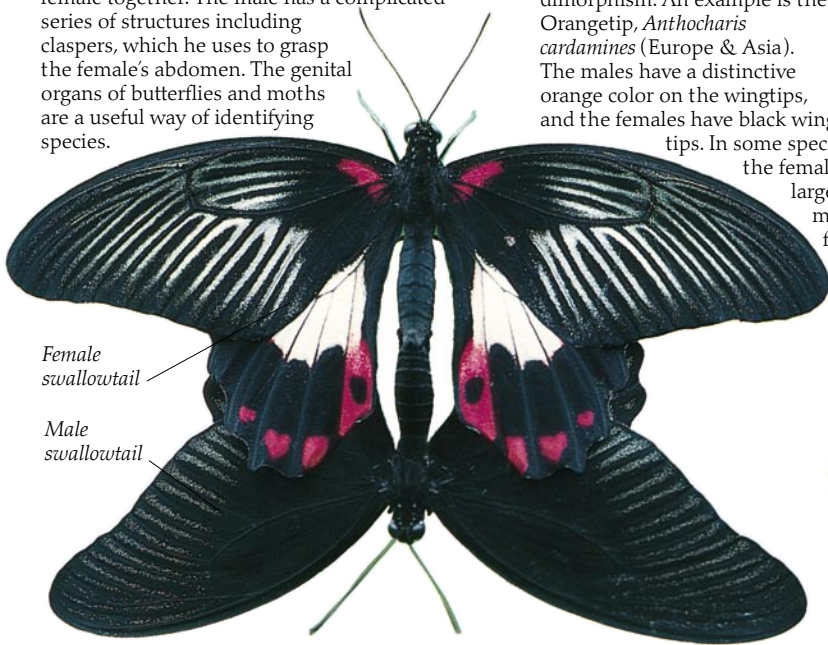 female together. The male has a complicated
series of structures including
claspers, which he uses to grasp
the female's abdomen. The genital
organs of butterflies and moths
are a useful way of identifying
species.
dimorphism. An example is the
Orangetip, Anthocharis
cardamines (Europe & Asia).
The males have a distinctive
orange color on the wingtips,
and the females have black wing
tips. In some spec
the femal
large
m
f
Female
swallowtail
Male
swallowtail